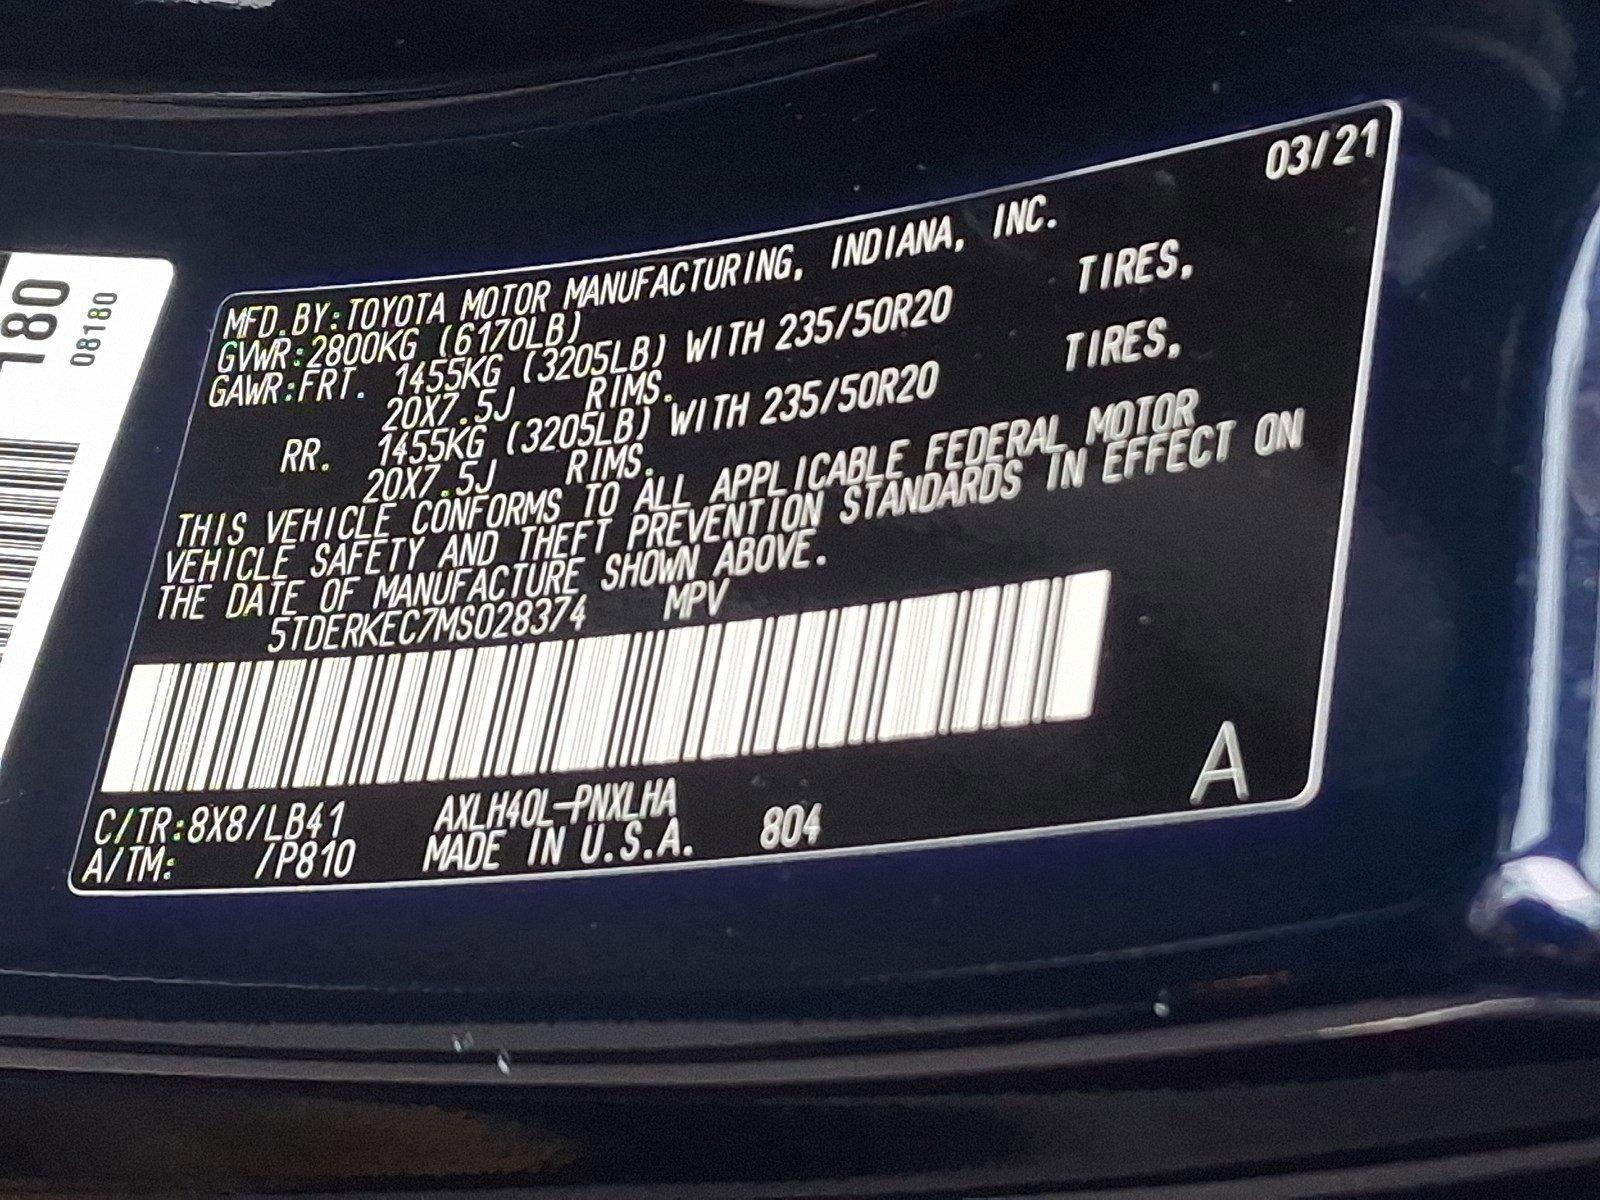 180
08180
03/21
MFD.BY:TOYOTA MOTOR MANUFACTURING, INDIANA, INC.
GVWR:2800KG (6170LB)
GAWR:FRT. 1455KG (3205LB) WITH 235/50R20 TIRES,
20X7.5J RIMS.
RR. 1455KG (3205LB) WITH 235/50R20 TIRES,
20X7.5J RIMS.
THIS VEHICLE CONFORMS TO ALL APPLICABLE FEDERAL MOTOR
VEHICLE SAFETY AND THEFT PREVENTION STANDARDS IN EFFECT ON
THE DATE OF MANUFACTURE SHOWN ABOVE.
5TDERKEC7MS028374 MPV
C/TR:8X8/LB41 AXLH40L-PNXLHA
A/TM: /P810 MADE IN U.S.A. 804
A